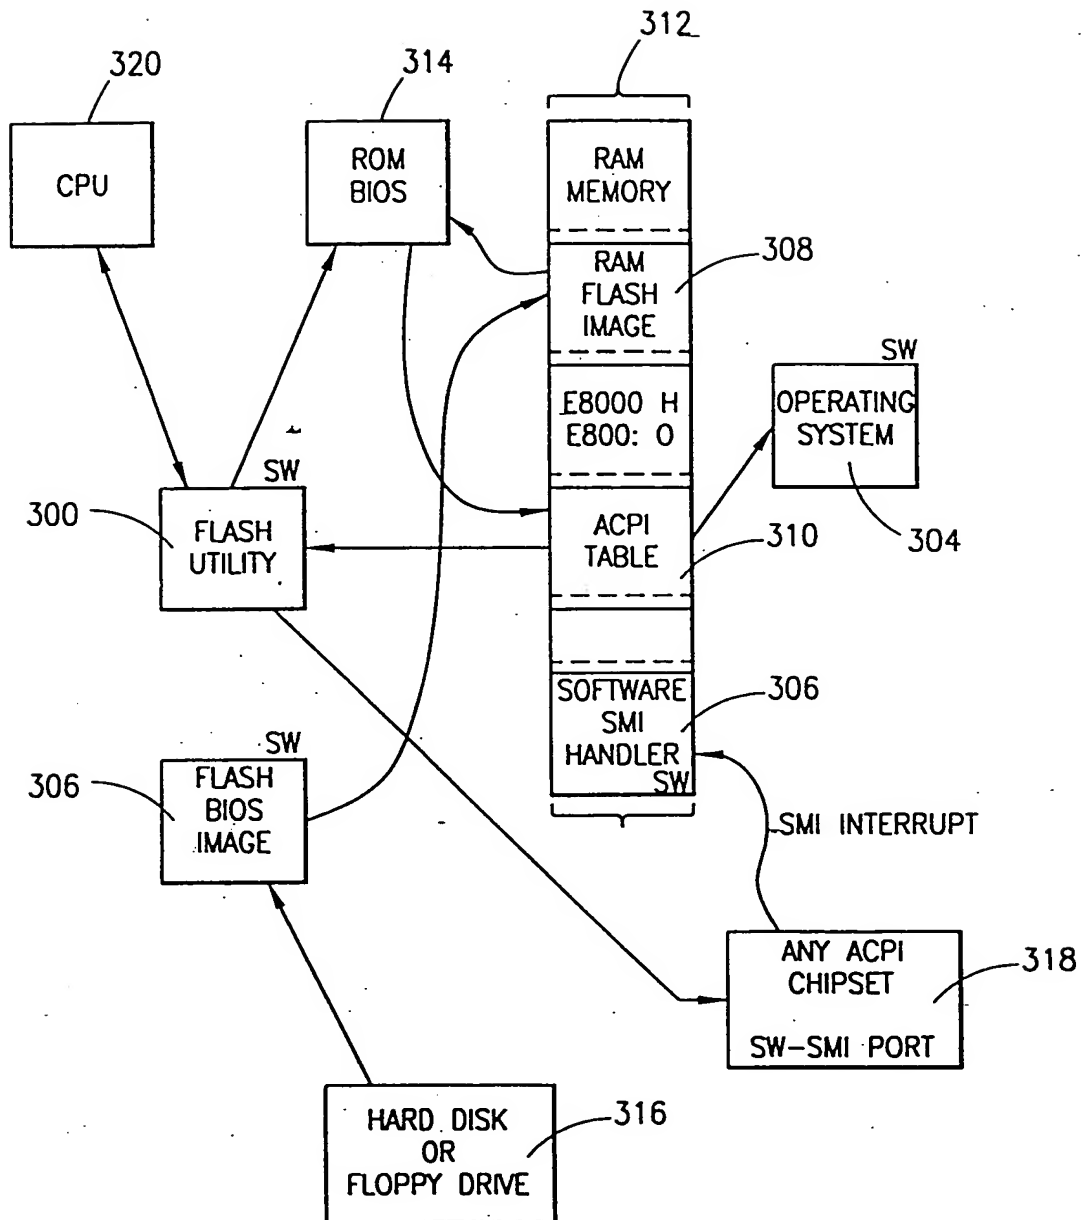 312
320
314
CPU
ROM
BIOS
RAM
MEMORY
308
RAM
FLASH
IMAGE
SW
OPERATING
SYSTEM
304
E8000 H
E800: 0
SW
300
FLASH
UTILITY
ACPI
TABLE
310
SOFTWARE
SMI
HANDLER
SW
306
SW
306
FLASH
BIOS
IMAGE
SMI INTERRUPT
ANY ACPI
CHIPSET
SW-SMI PORT
318
HARD DISK
OR
FLOPPY DRIVE
316